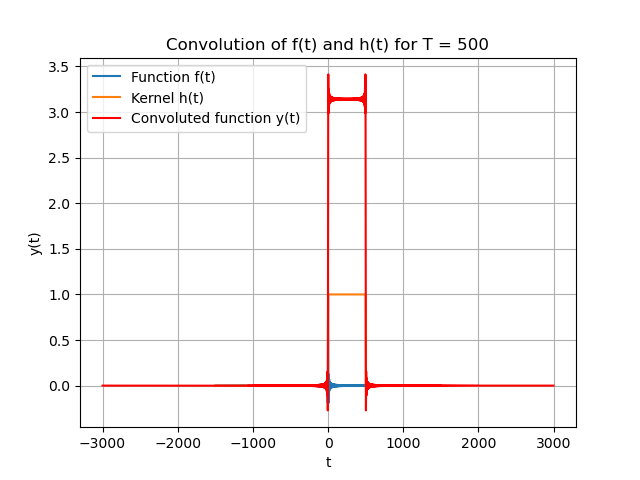 Convolution of f(t) and h(t) for T = 500
Function f(t)
Kernel h(t)
Convoluted function y(t)
y(t)
3.5
3.0
2.5
2.0
1.5
1.0
0.5
0.0
−3000 −2000 −1000 0 1000 2000 3000
t